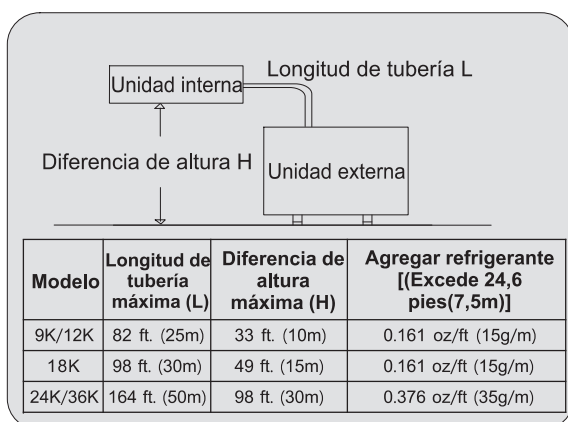 Longitud de tubería L
Unidad interna
Diferencia de altura H
Unidad externa
Modelo
Longitud de
tubería
máxima (L)
Diferencia de
altura
máxima (H)
Agregar refrigerante
[(Excede 24,6
pies(7,5m)]
9K/12K 82 ft. (25m) 33 ft. (10m) 0.161 oz/ft (15g/m)
18K 98 ft. (30m) 49 ft. (15m) 0.161 oz/ft (15g/m)
24K/36K 164 ft. (50m) 98 ft. (30m) 0.376 oz/ft (35g/m)